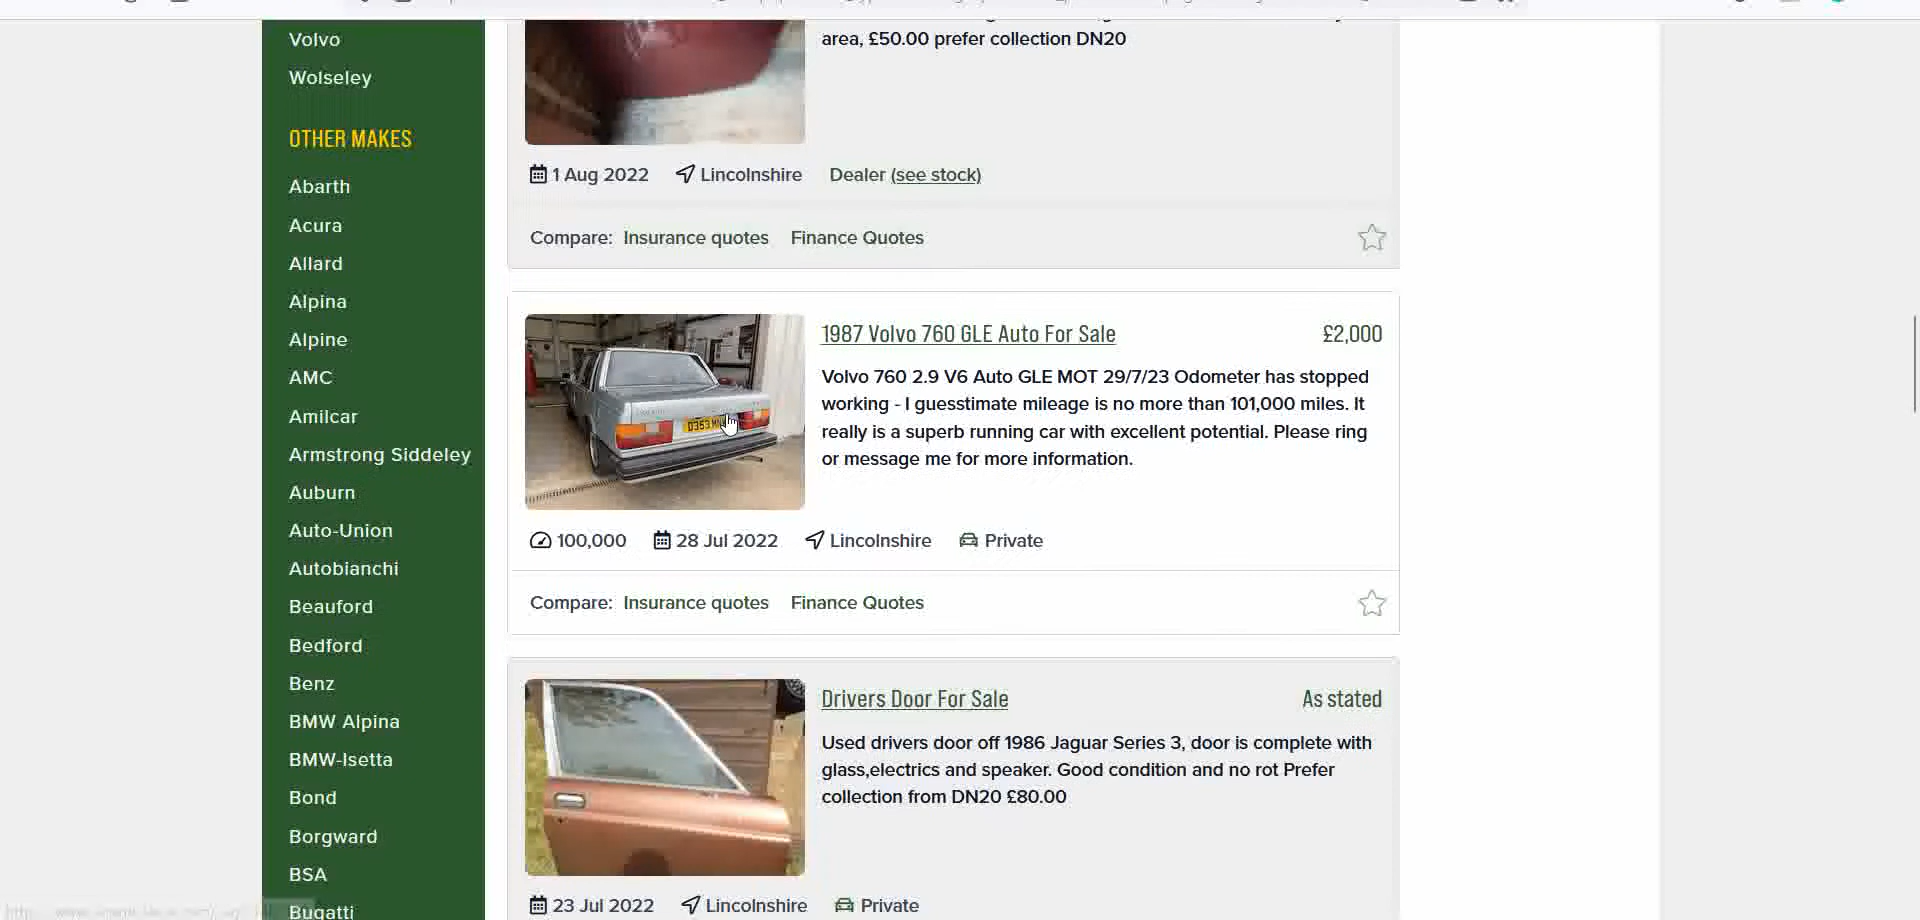 Volvo
Wolseley
OTHER MAKES
Abarth
Acura
Allard
Alpina
Alpine
AMC
Amilcar
Armstrong Siddeley
Auburn
Auto-Union
Autobianchi
Beauford
Bedford
Benz
BMW Alpina
BMW-Isetta
Bond
Borgward
BSA
Bugatti
area, £50.00 prefer collection DN20
1 Aug 2022 Lincolnshire Dealer (see stock)
Compare: Insurance quotes Finance Quotes
1987 Volvo 760 GLE Auto For Sale £2,000
Volvo 760 2.9 V6 Auto GLE MOT 29/7/23 Odometer has stopped
working - I guesstimate mileage is no more than 101,000 miles. It
really is a superb running car with excellent potential. Please ring
or message me for more information.
100,000 28 Jul 2022 Lincolnshire Private
Compare: Insurance quotes Finance Quotes
Drivers Door For Sale As stated
Used drivers door off 1986 Jaguar Series 3, door is complete with
glass,electrics and speaker. Good condition and no rot Prefer
collection from DN20 £80.00
23 Jul 2022 Lincolnshire Private